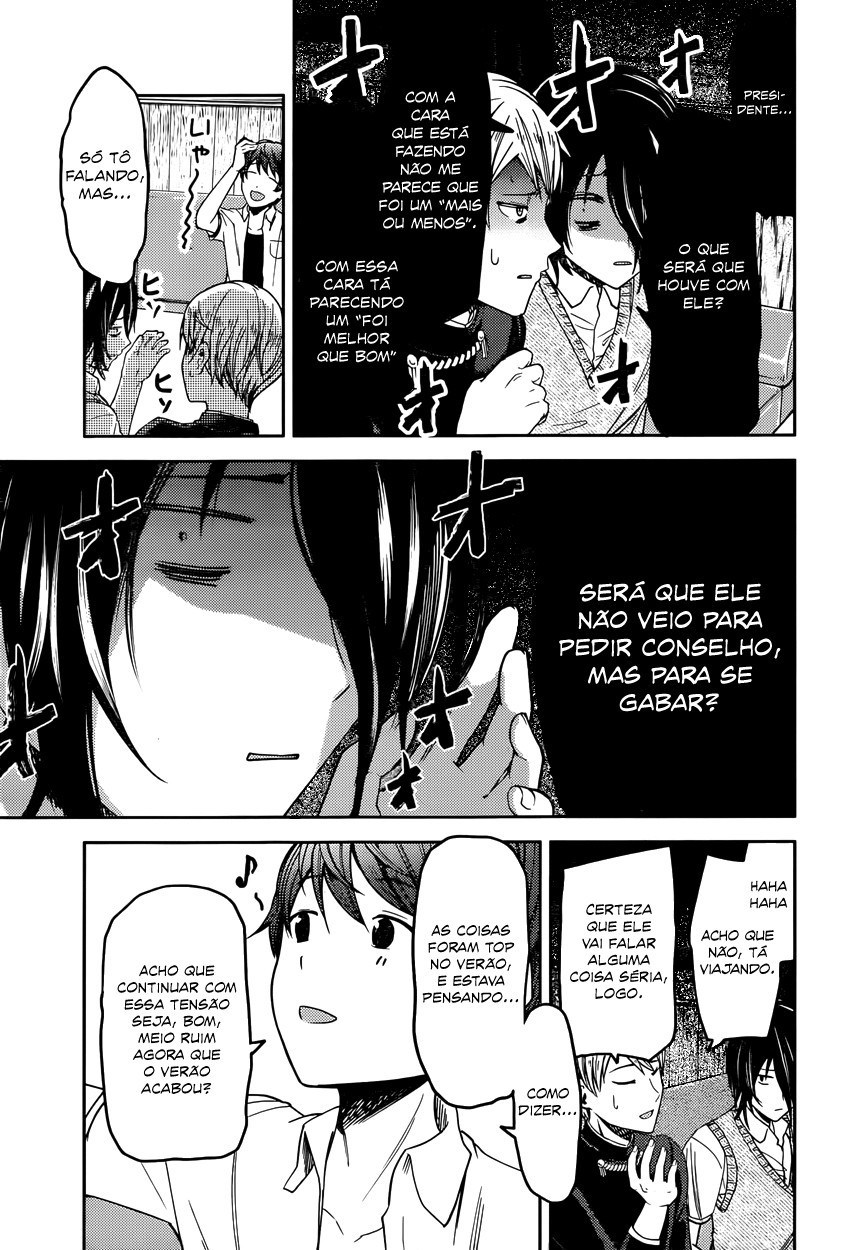 PRESI-
DENTE...
O QUE
SERÁ QUE
HOUVE COM
ELE?
COM A
CARA
QUE ESTÁ
FAZENDO
NÃO ME
PARECE QUE
FOI UM "MAIS
OU MENOS".
COM ESSA
CARA TÁ
PARECENDO
UM "FOI
MELHOR
QUE BOM"
オ
オ
オ
オ
オ
オ
いや〜
SÓ TÔ
FALANDO,
MAS...
ヒソ
ヒソ
SERÁ QUE ELE
NÃO VEIO PARA
PEDIR CONSELHO,
MAS PARA SE
GABAR?
オ
オ
オ
オ
オ
HAHA
HAHA
ACHO QUE
NÃO, TÁ
VIAJANDO.
CERTEZA
QUE ELE
VAI FALAR
ALGUMA
COISA SÉRIA,
LOGO.
COMO
DIZER...
AS COISAS
FORAM TOP
NO VERÃO,
E ESTAVA
PENSANDO...
ACHO QUE
CONTINUAR COM
ESSA TENSÃO
SEJA, BOM,
MEIO RUIM
AGORA QUE
O VERÃO
ACABOU?